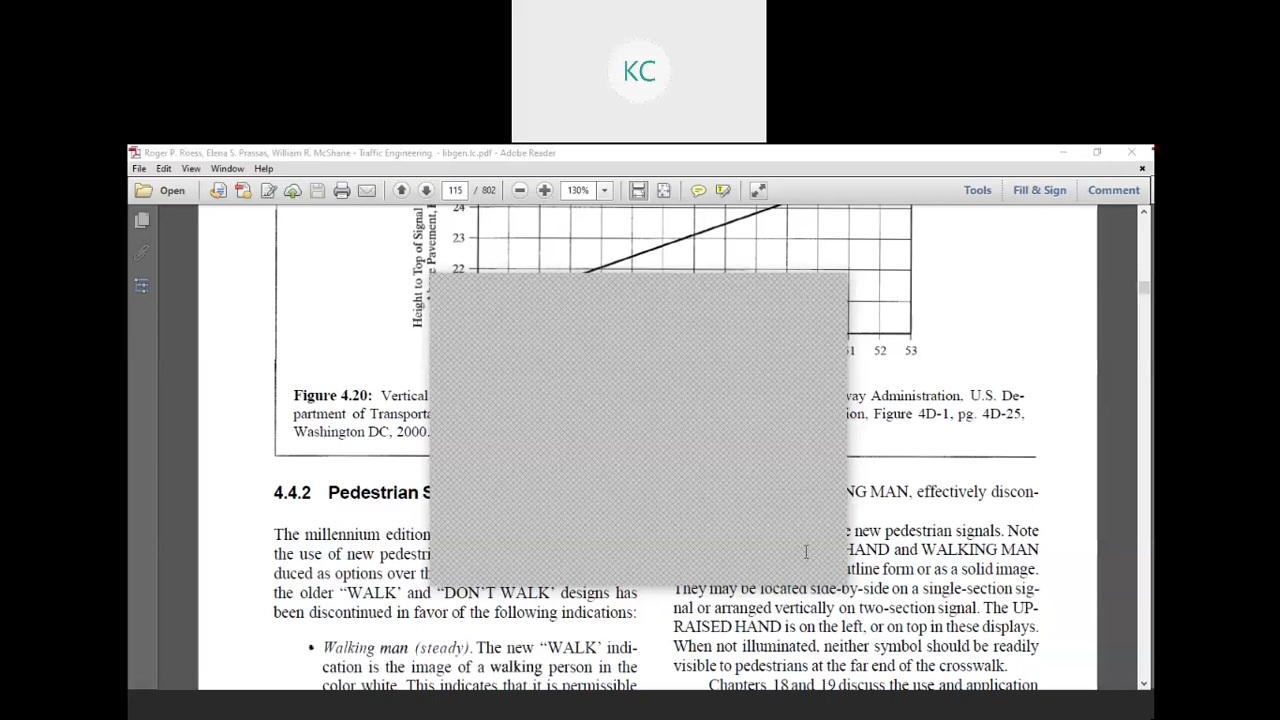 KC
Roger P. Roess, Elena S. Prassas, William R. McShane - Traffic Engineering - libgen.lc.pdf - Adobe Reader
File Edit View Window Help
Open 115 / 802 130% Tools Fill & Sign Comment
Height to Top of Signal
Pavement,
24
23
22
51 52 53
Figure 4.20: Vertical way Administration, U.S. De-
partment of Transporta ion, Figure 4D-1, pg. 4D-25,
Washington DC, 2000.
4.4.2 Pedestrian S
The millennium edition
the use of new pedestri
duced as options over th
the older “WALK’ and “DON’T WALK’ designs has
been discontinued in favor of the following indications:
• Walking man (steady). The new “WALK’ indi-
cation is the image of a walking person in the
color white. This indicates that it is permissible
NG MAN, effectively discon-
e new pedestrian signals. Note
HAND and WALKING MAN
utline form or as a solid image.
They may be located side-by-side on a single-section sig-
nal or arranged vertically on two-section signal. The UP-
RAISED HAND is on the left, or on top in these displays.
When not illuminated, neither symbol should be readily
visible to pedestrians at the far end of the crosswalk.
Chapters 18 and 19 discuss the use and application